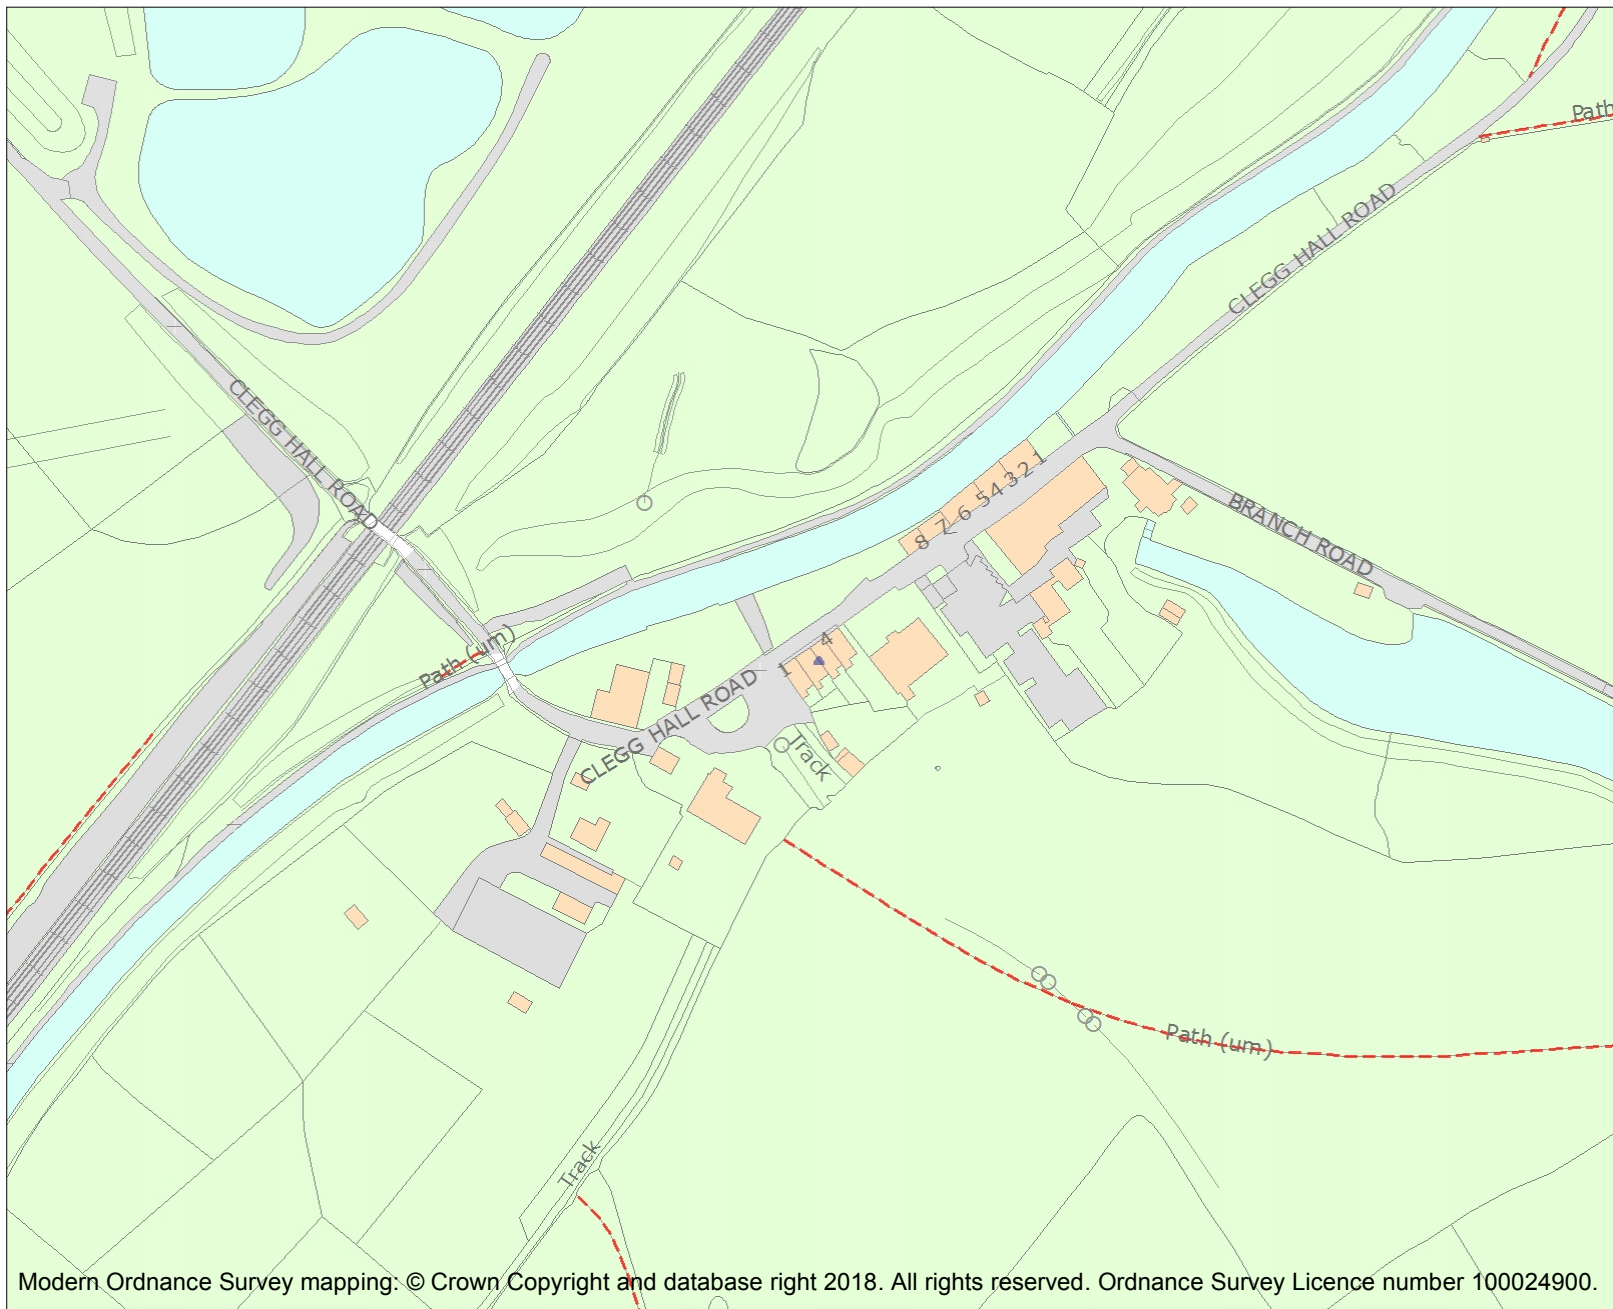 Path
CLEGG HALL ROAD
CLEGG HALL ROAD
8 7 6 5 4 3 2 1
BRANCH ROAD
Path (um)
1 4
CLEGG HALL ROAD
Track
Path (um)
Track
Modern Ordnance Survey mapping: © Crown Copyright and database right 2018. All rights reserved. Ordnance Survey Licence number 100024900.